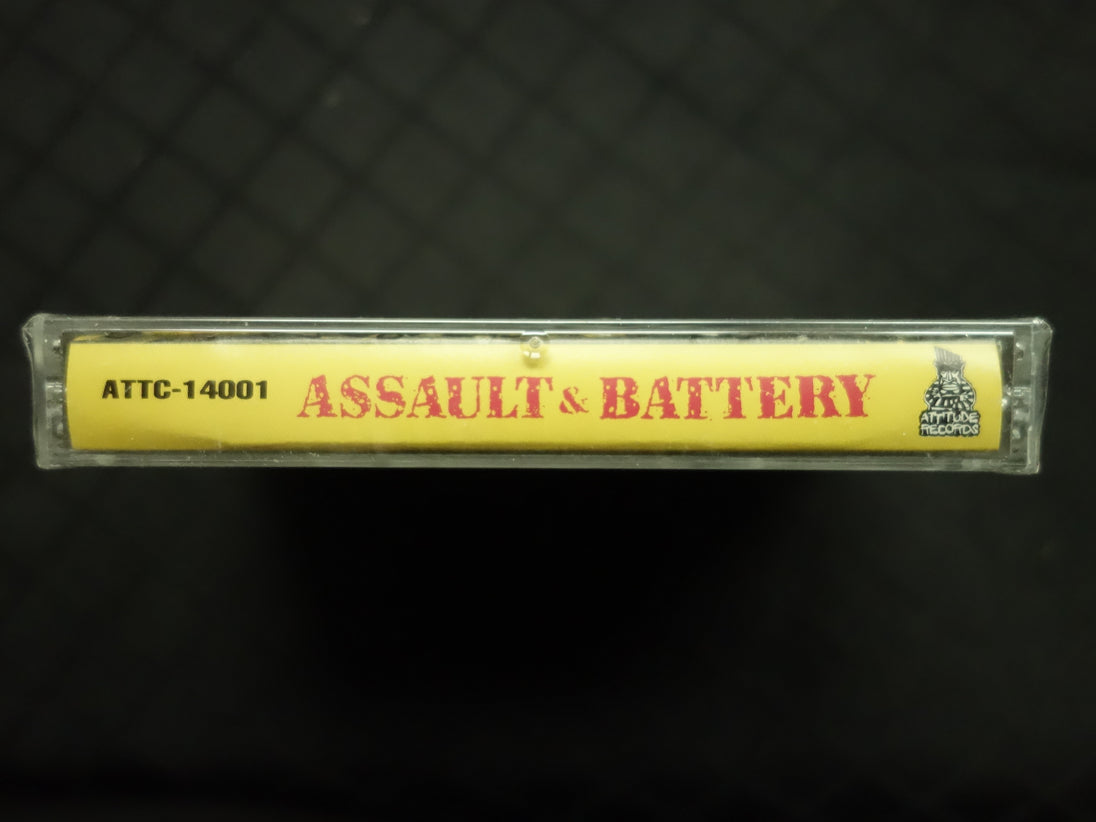 ATTC-14001 ASSAULT & BATTERY
ATTITUDE
RECORDS